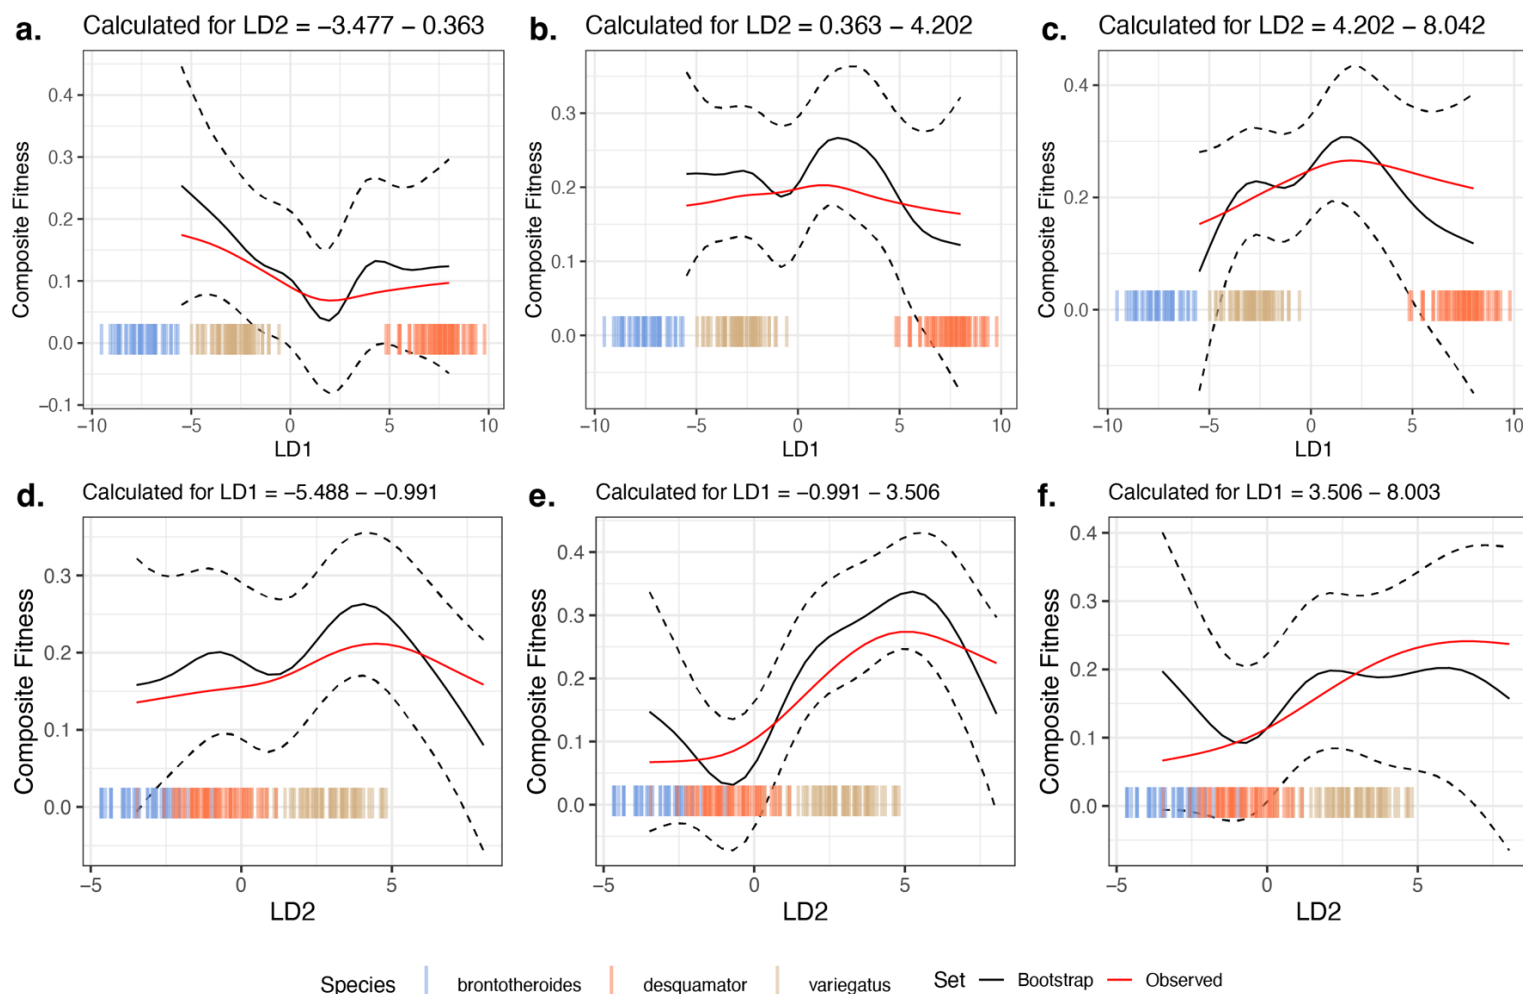 a. Calculated for LD2 = −3.477 − 0.363
Composite Fitness
0.4
0.3
0.2
0.1
0.0
−0.1
−10 −5 0 5 10
LD1
b. Calculated for LD2 = 0.363 − 4.202
Composite Fitness
0.3
0.2
0.1
0.0
−10 −5 0 5 10
LD1
c. Calculated for LD2 = 4.202 − 8.042
Composite Fitness
0.4
0.2
0.0
−10 −5 0 5 10
LD1
d. Calculated for LD1 = −5.488 − −0.991
Composite Fitness
0.3
0.2
0.1
0.0
−5 0 5
LD2
e. Calculated for LD1 = −0.991 − 3.506
Composite Fitness
0.4
0.3
0.2
0.1
0.0
−5 0 5
LD2
f. Calculated for LD1 = 3.506 − 8.003
Composite Fitness
0.4
0.3
0.2
0.1
0.0
−5 0 5
LD2
Species brontotheroides desquamator variegatus Set Bootstrap Observed